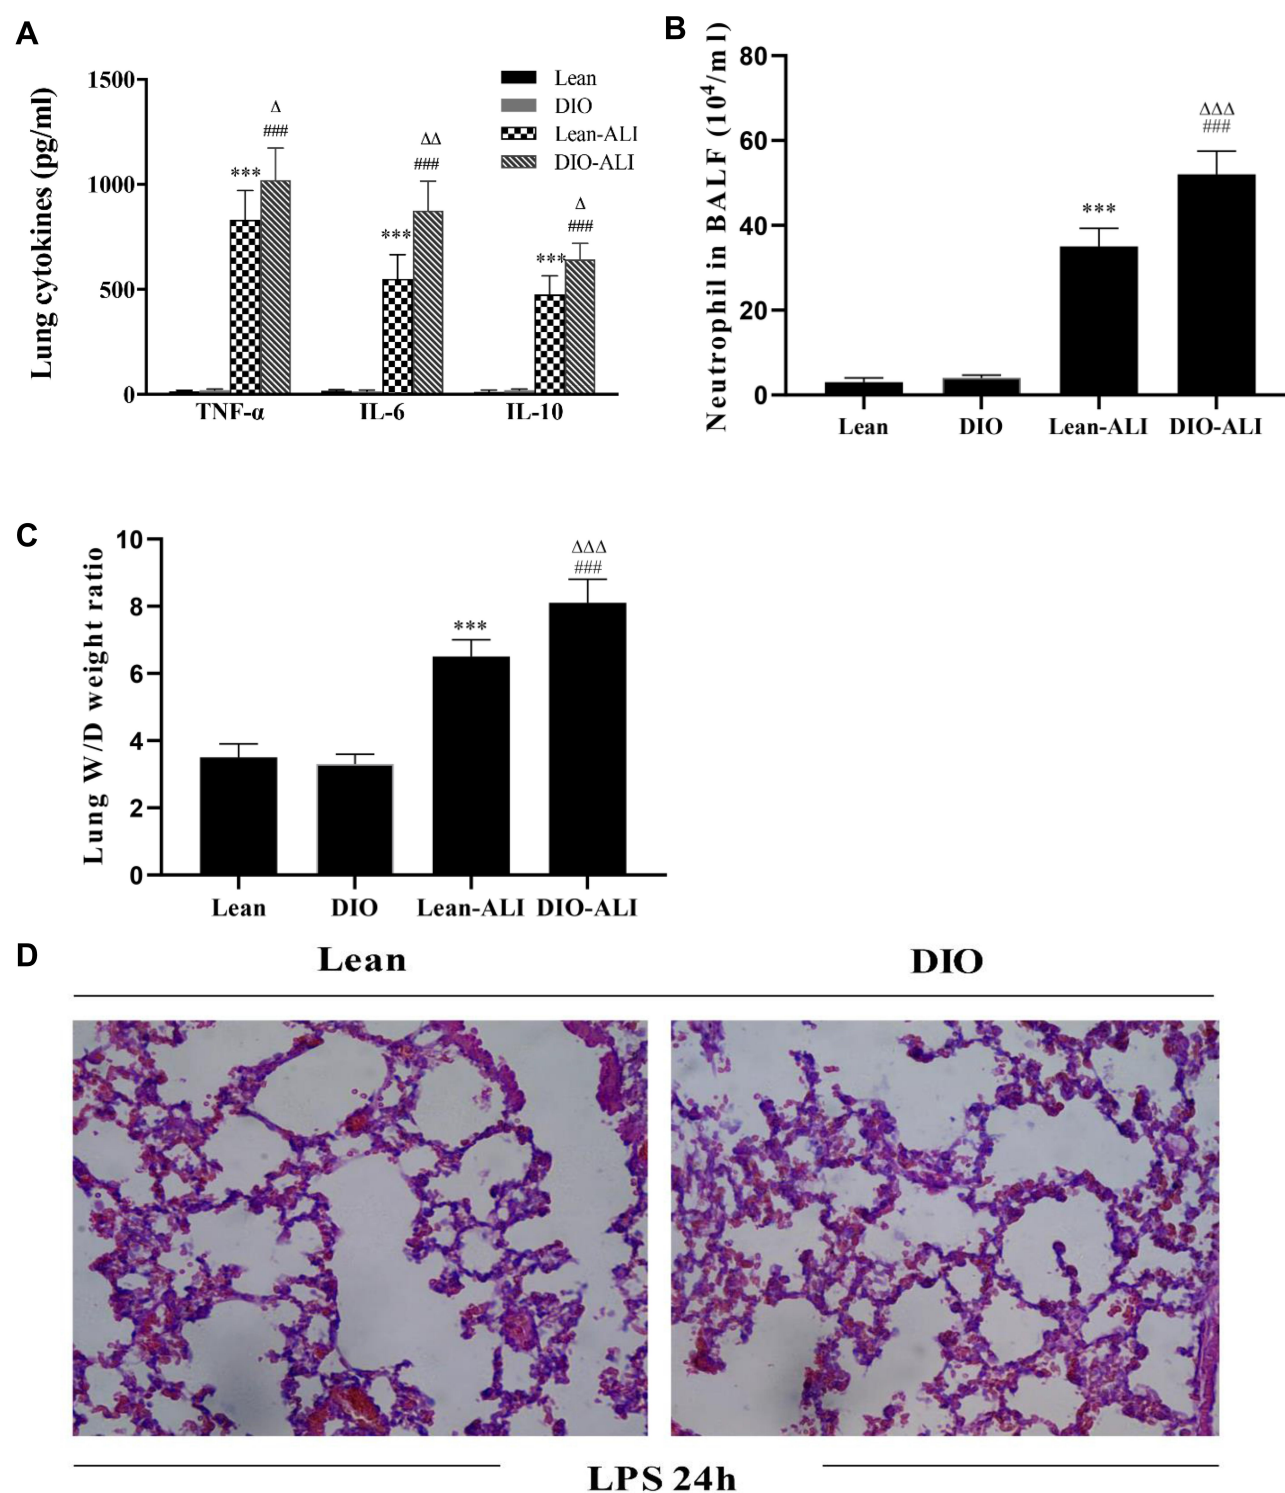 A
Lung cytokines (pg/ml)
1500
1000
500
0
Lean
DIO
Lean-ALI
DIO-ALI
***
###
Δ
***
###
ΔΔ
***
###
Δ
TNF-α
IL-6
IL-10
B
Neutrophil in BALF (10⁴/ml)
80
60
40
20
0
***
ΔΔΔ
###
Lean
DIO
Lean-ALI
DIO-ALI
C
Lung W/D weight ratio
10
8
6
4
2
0
***
ΔΔΔ
###
Lean
DIO
Lean-ALI
DIO-ALI
D
Lean
DIO
LPS 24h